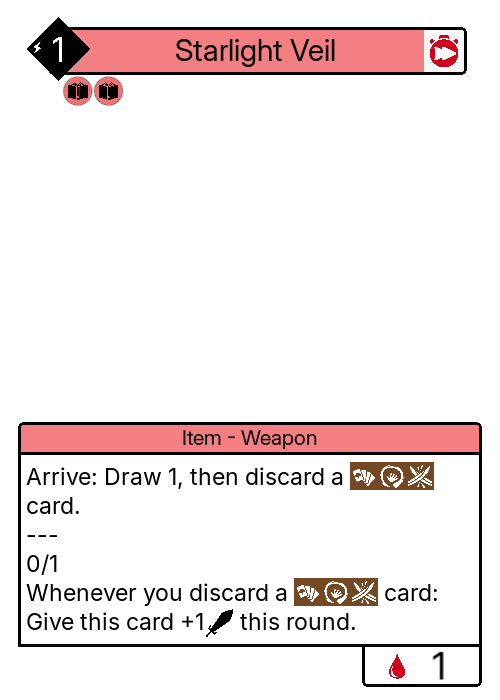 1
Starlight Veil
Item - Weapon
Arrive: Draw 1, then discard a
card.
---
0/1
Whenever you discard a card:
Give this card +1 this round.
1